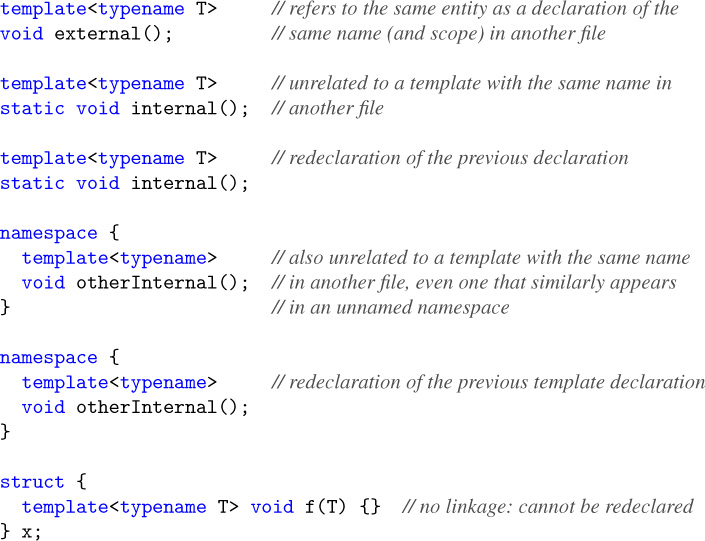 template<typename T> // refers to the same entity as a declaration of the
void external(); // same name (and scope) in another file
template<typename T> // unrelated to a template with the same name in
static void internal(); // another file
template<typename T> // redeclaration of the previous declaration
static void internal();
namespace {
template<typename> // also unrelated to a template with the same name
void otherInternal(); // in another file, even one that similarly appears
} // in an unnamed namespace
namespace {
template<typename> // redeclaration of the previous template declaration
void otherInternal();
}
struct {
template<typename T> void f(T) {} // no linkage: cannot be redeclared
} x;